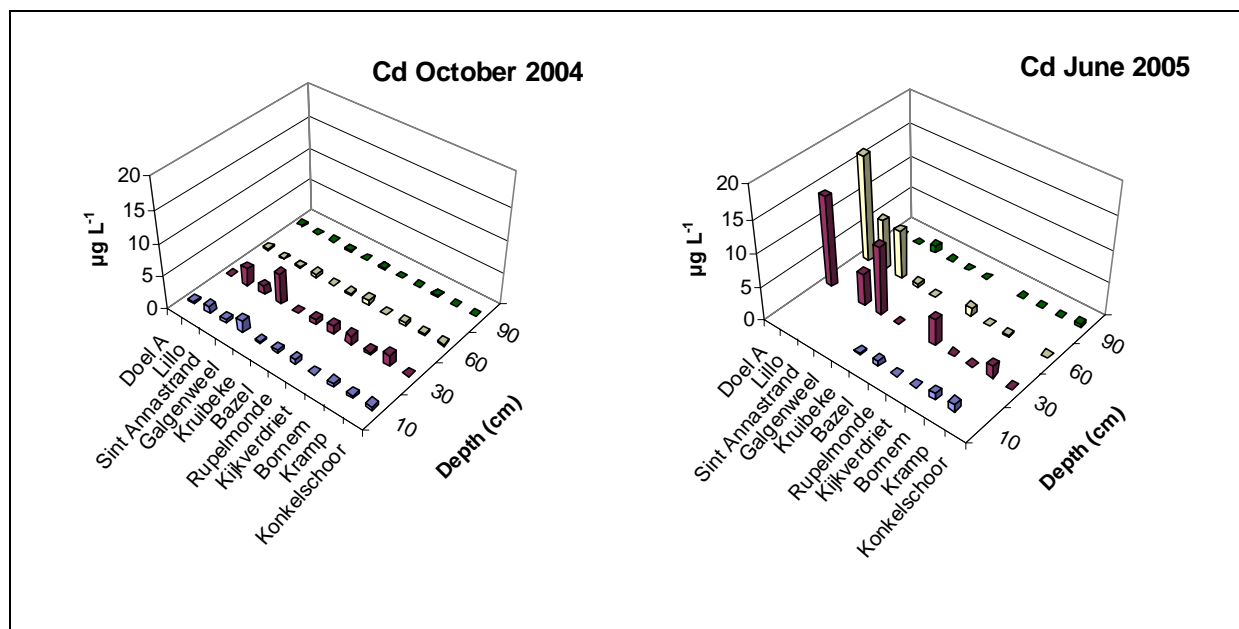 Cd October 2004
20
15
10
5
0
µg L-1
Doel A
Lillo
Sint Annastrand
Galgenweel
Kruibeke
Bazel
Rupelmonde
Kijkverdriet
Bornem
Kramp
Konkelschoor
10
30
60
90
Depth (cm)
Cd June 2005
20
15
10
5
0
µg L-1
Doel A
Lillo
Sint Annastrand
Galgenweel
Kruibeke
Bazel
Rupelmonde
Kijkverdriet
Bornem
Kramp
Konkelschoor
10
30
60
90
Depth (cm)